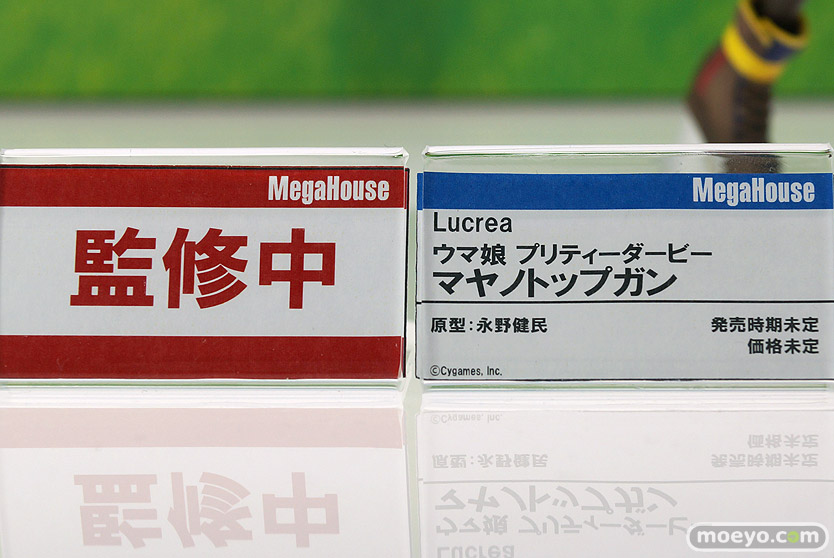 MegaHouse
監修中
MegaHouse
Lucrea
ウマ娘 プリティーダービー
マヤノトップガン
原型：永野健民
発売時期未定
価格未定
©Cygames, Inc.
moeyo.com